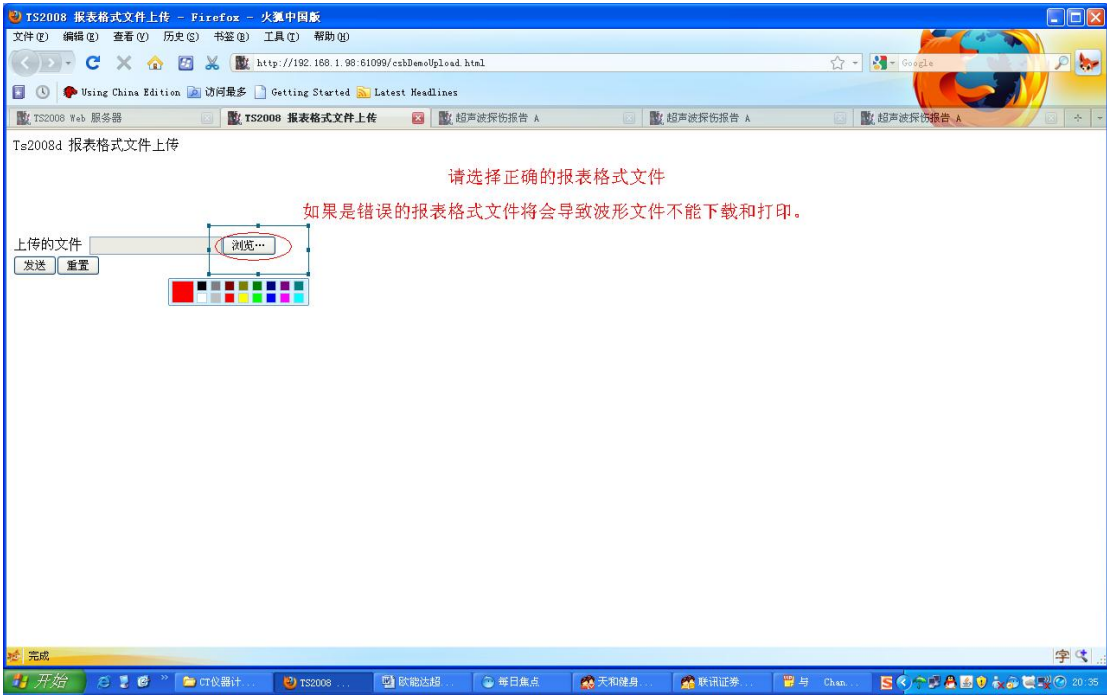 TS2008 报表格式文件上传 - Firefox - 火狐中国版
文件(F) 编辑(E) 查看(V) 历史(S) 书签(B) 工具(T) 帮助(H)
http://192.168.1.98:61099/csbDemoUpload.html
Google
Using China Edition 访问最多 Getting Started Latest Headlines
TS2008 Web 服务器 TS2008 报表格式文件上传 超声波探伤报告 A 超声波探伤报告 A 超声波探伤报告 A
Ts2008d 报表格式文件上传
请选择正确的报表格式文件
如果是错误的报表格式文件将会导致波形文件不能下载和打印。
上传的文件 浏览…
发送 重置
完成 字
开始 CT仪器计... TS2008 ... 欧能达超... 每日焦点 天和健身... 联讯证券... 与 Chan... 20:35